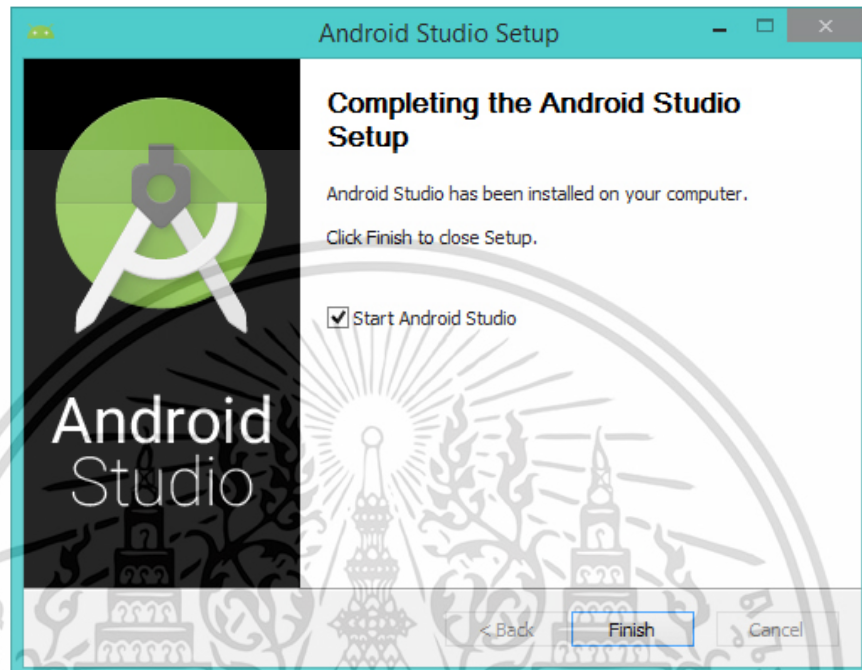 Android Studio Setup
Completing the Android Studio
Setup
Android Studio has been installed on your computer.
Click Finish to close Setup.
Start Android Studio
Android
Studio
< Back
Finish
Cancel